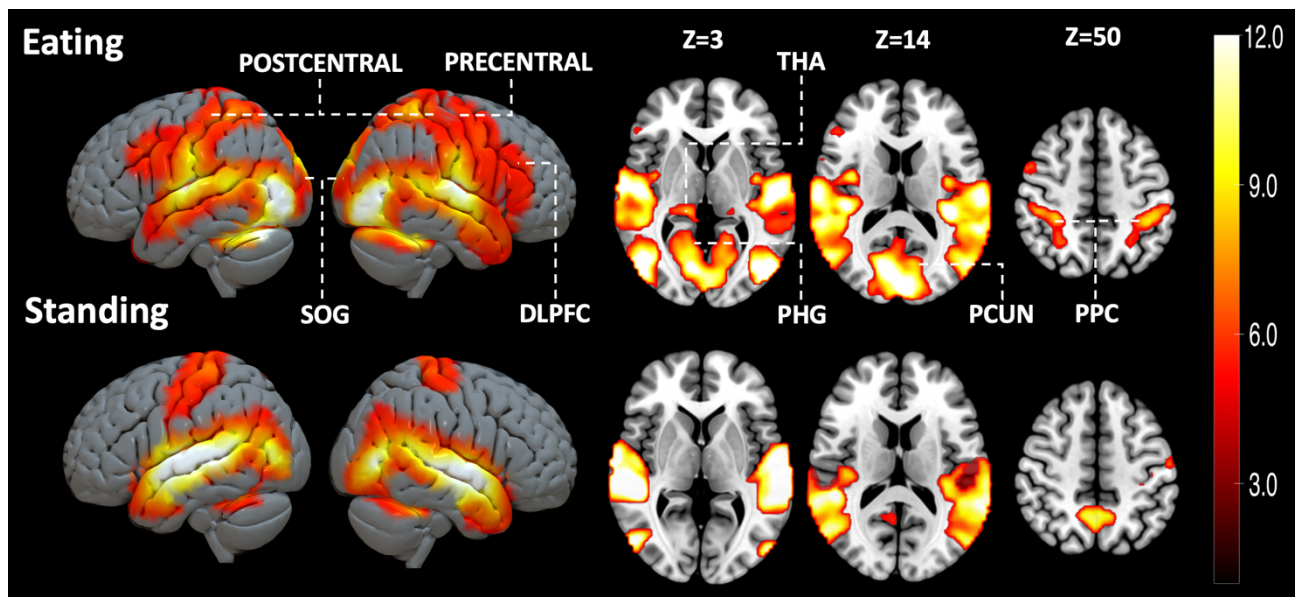 Eating
POSTCENTRAL
PRECENTRAL
Z=3
THA
Z=14
Z=50
12.0
9.0
6.0
3.0
Standing
SOG
DLPFC
PHG
PCUN
PPC